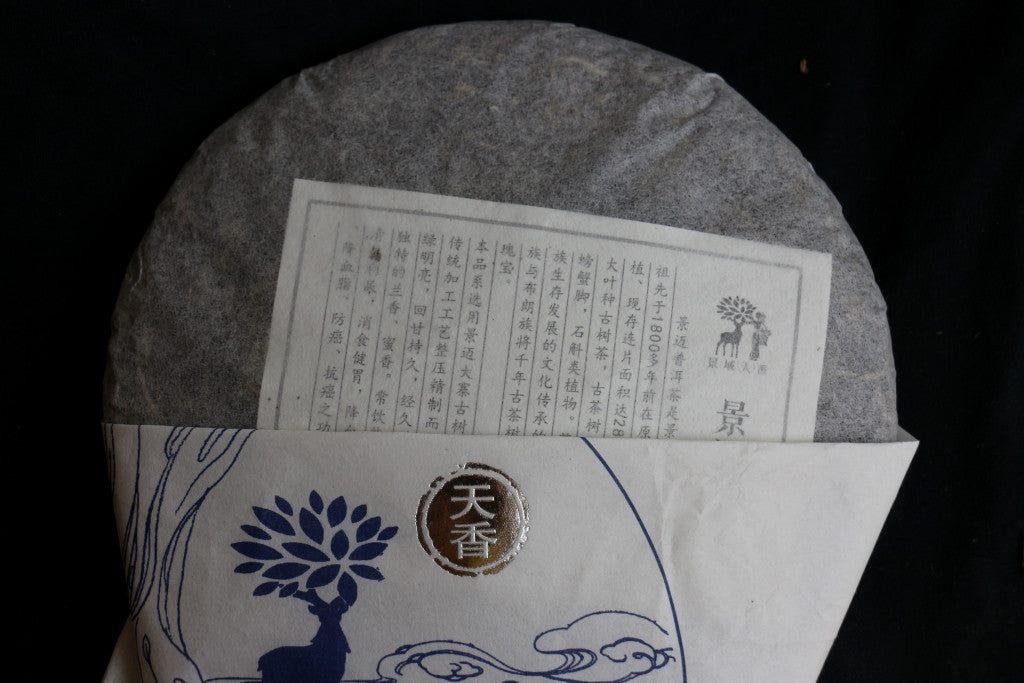 景迈普洱茶是景
祖先于1800多年前在原
植、现存连片面积达28
大叶种古树茶，古茶树
螃蟹脚，石斛类植物。
族生存发展的文化传承的
族与布朗族将千年古茶树
瑰宝。
本品系选用景迈大寨古树
传统加工工艺整压精制而
绿明亮，回甘持久，经久
独特的兰香、蜜香。常饮
利尿，消食健胃，降
、降血脂、防癌、抗癌之功
景
天香